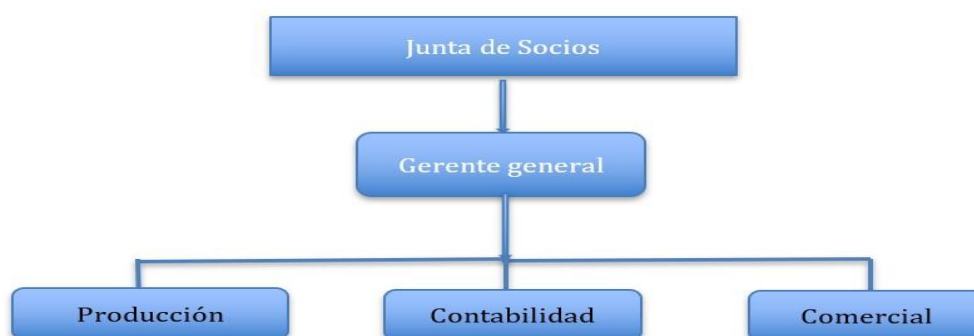 Junta de Socios
Gerente general
Producción
Contabilidad
Comercial